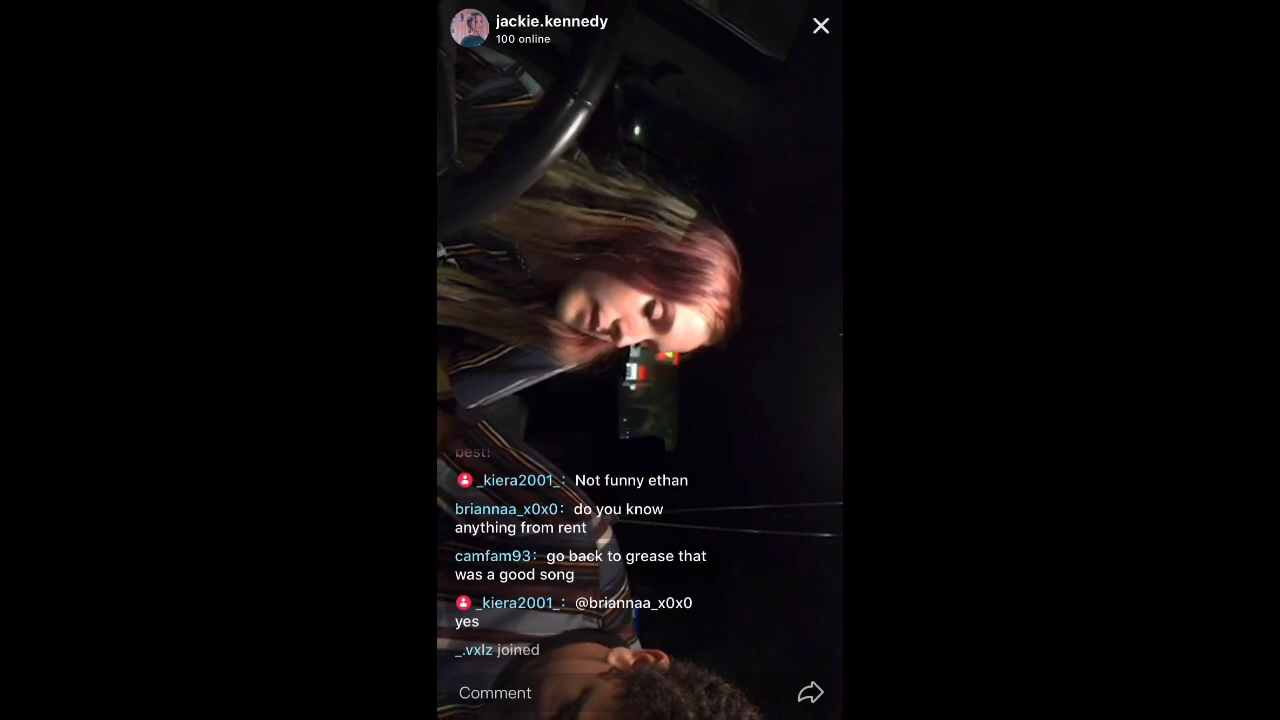 jackie.kennedy
100 online
best!
_kiera2001_: Not funny ethan
briannaa_x0x0: do you know
anything from rent
camfam93: go back to grease that
was a good song
_kiera2001_: @briannaa_x0x0
yes
_.vxlz joined
Comment